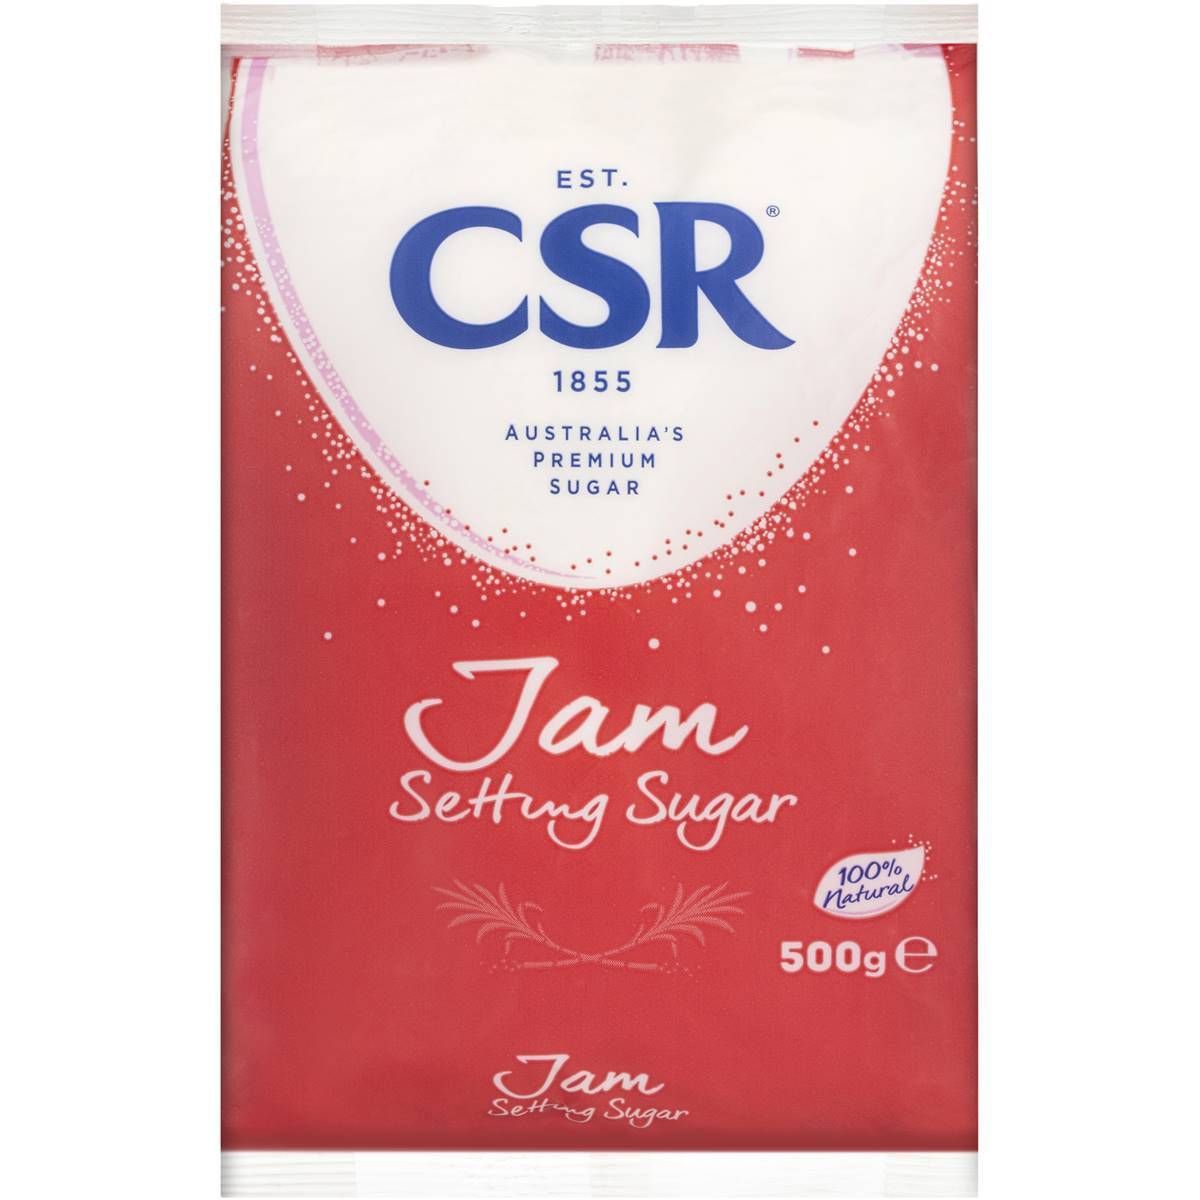 EST.
CSR®
1855
AUSTRALIA'S
PREMIUM
SUGAR
Jam
Setting Sugar
100%
Natural
500g ℮
Jam
Setting Sugar